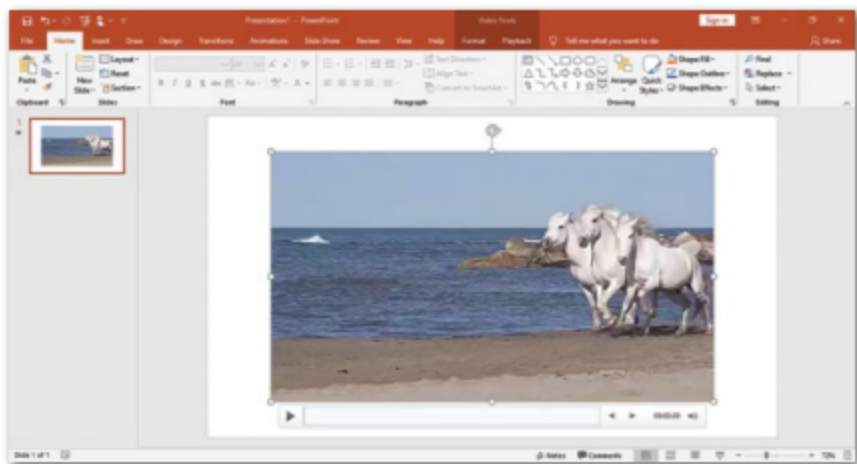 Presentation1 - PowerPoint
Video Tools
Sign in
File Home Insert Draw Design Transitions Animations Slide Show Review View Help Format Playback Tell me what you want to do Share
Paste
New
Slide
Layout
Reset
Section
Text Direction
Align Text
Convert to SmartArt
Arrange Quick
Styles
Shape Fill
Shape Outline
Shape Effects
Find
Replace
Select
Clipboard Slides Font Paragraph Drawing Editing
1
00:00.00
Slide 1 of 1
Notes Comments